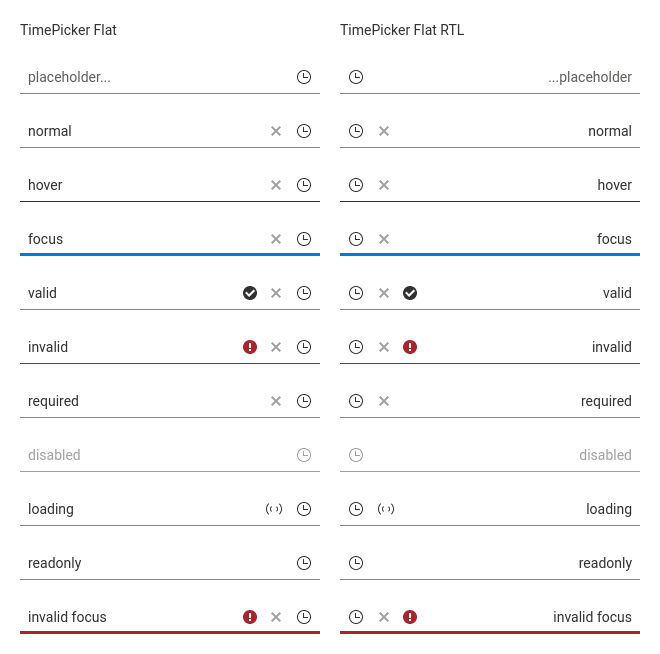 TimePicker Flat
placeholder...
normal
hover
focus
valid
invalid
required
disabled
loading
readonly
invalid focus
TimePicker Flat RTL
...placeholder
normal
hover
focus
valid
invalid
required
disabled
loading
readonly
invalid focus